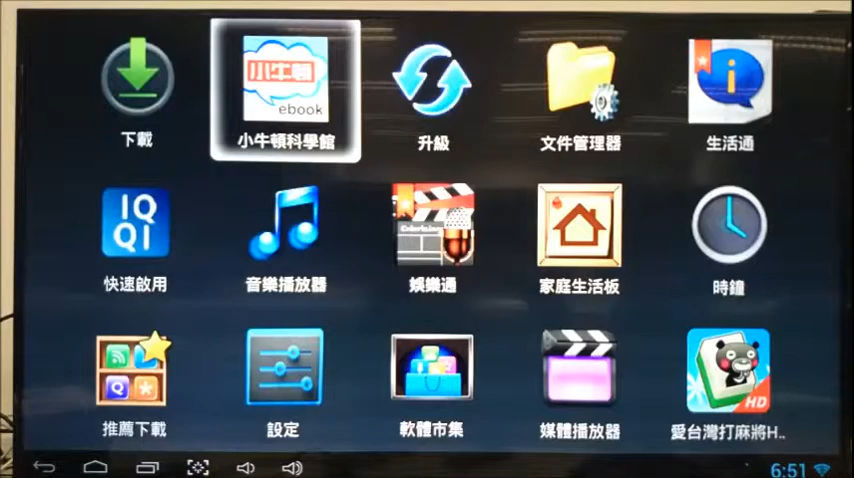 下載
小牛頓
ebook
小牛頓科學館
升級
文件管理器
生活通
IQ
QI
快速啟用
音樂播放器
娛樂通
家庭生活板
時鐘
推薦下載
設定
軟體市集
媒體播放器
HD
愛台灣打麻將H..
6:51